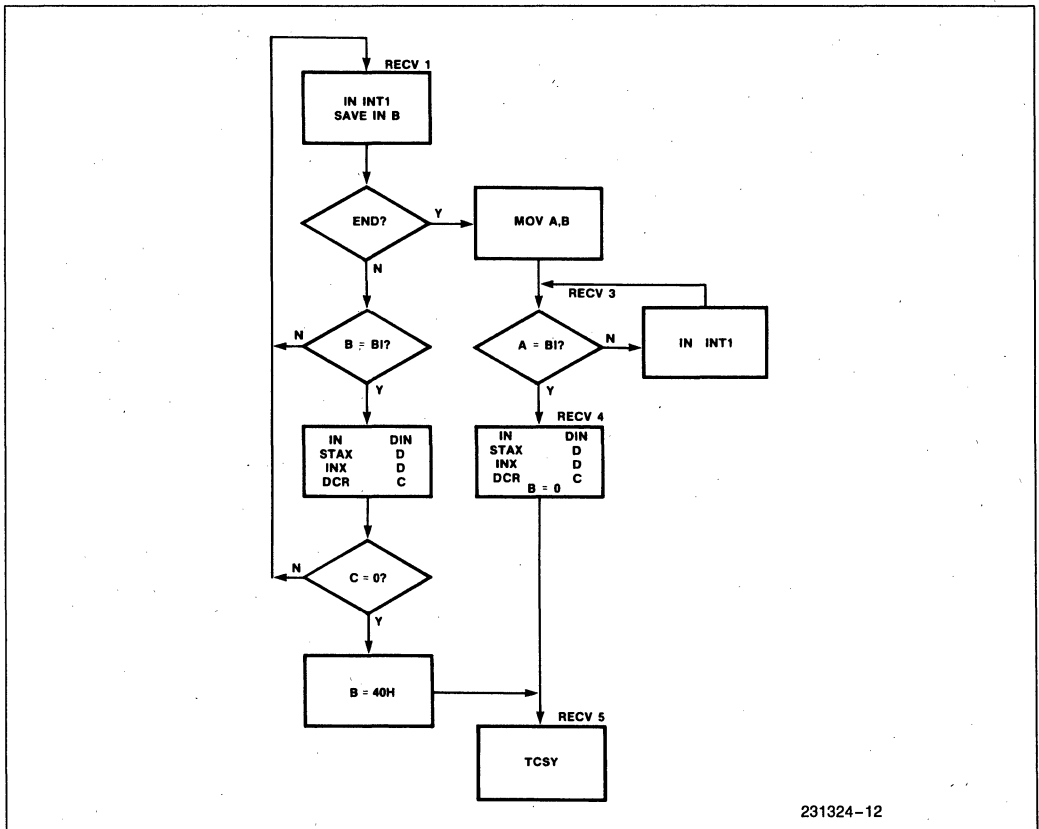 RECV 1
IN INT1
SAVE IN B
END?
Y
MOV A,B
N
RECV 3
N
B = BI?
A = BI?
N
IN INT1
Y
Y
RECV 4
IN DIN
STAX D
INX D
DCR C
IN DIN
STAX D
INX D
DCR C
B = 0
N
C = 0?
Y
B = 40H
RECV 5
TCSY
231324–12